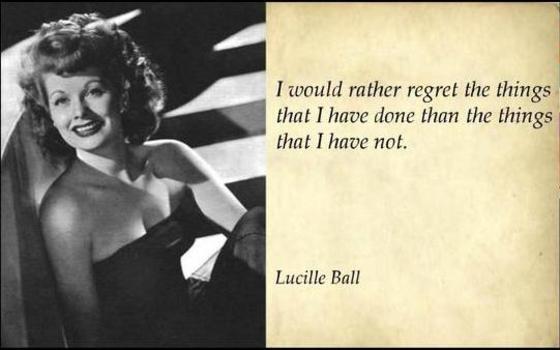 I would rather regret the things
that I have done than the things
that I have not.
Lucille Ball